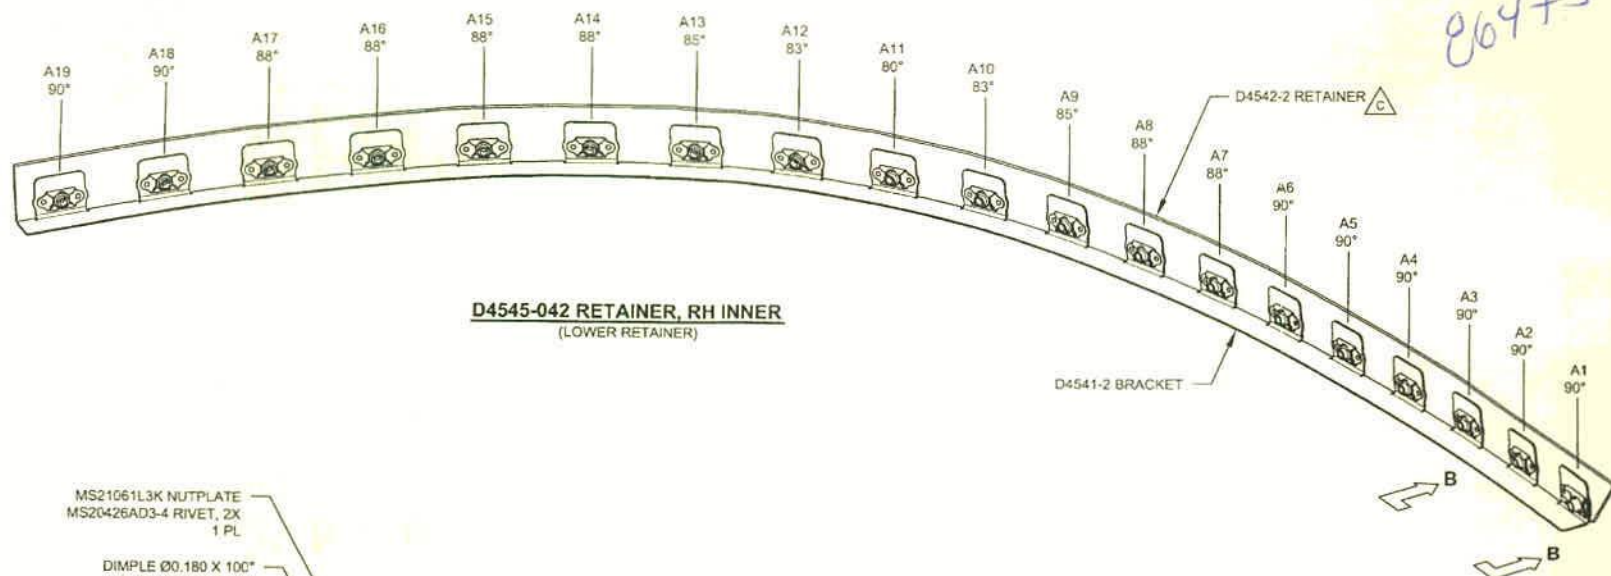 A19
90°
A18
90°
A17
88°
A16
88°
A15
88°
A14
88°
A13
85°
A12
83°
A11
80°
A10
83°
A9
85°
A8
88°
A7
88°
A6
90°
A5
90°
A4
90°
A3
90°
A2
90°
A1
90°
D4542-2 RETAINER
C
D4545-042 RETAINER, RH INNER
(LOWER RETAINER)
D4541-2 BRACKET
B
B
MS21061L3K NUTPLATE
MS20426AD3-4 RIVET, 2X
1 PL
DIMPLE Ø0.180 X 100°